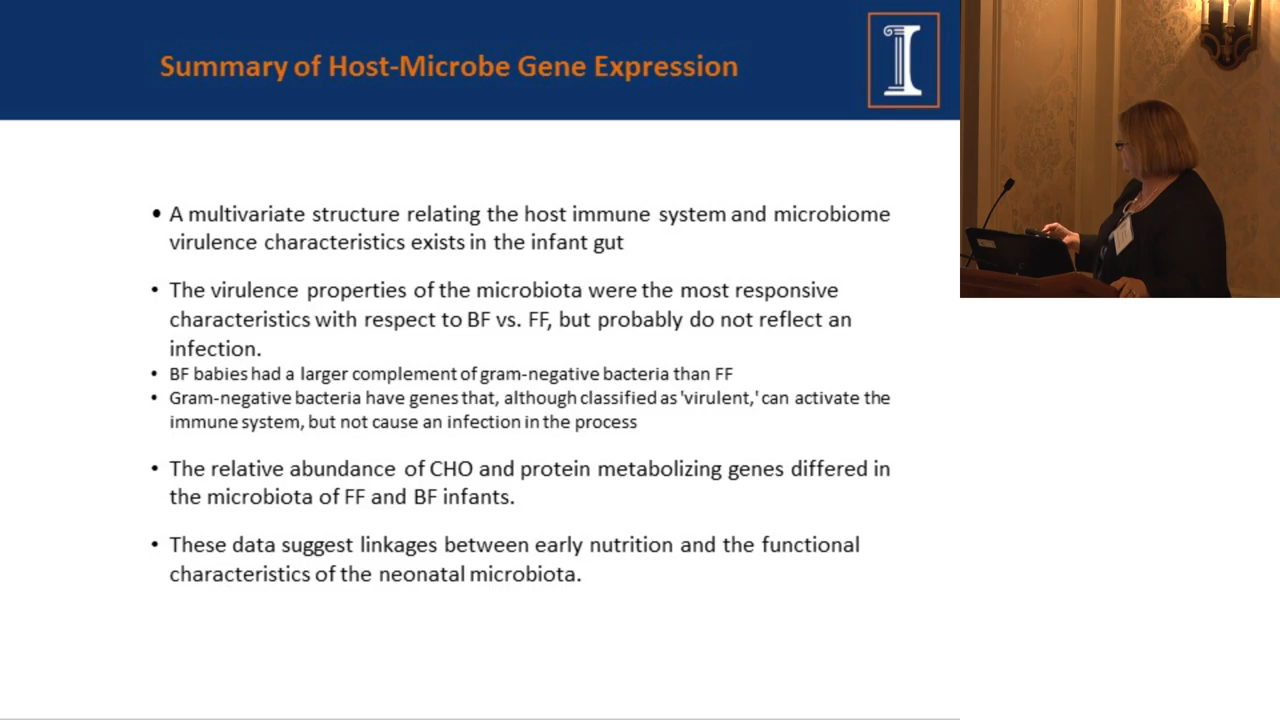 Summary of Host-Microbe Gene Expression
• A multivariate structure relating the host immune system and microbiome
virulence characteristics exists in the infant gut
• The virulence properties of the microbiota were the most responsive
characteristics with respect to BF vs. FF, but probably do not reflect an
infection.
• BF babies had a larger complement of gram-negative bacteria than FF
• Gram-negative bacteria have genes that, although classified as 'virulent,' can activate the
immune system, but not cause an infection in the process
• The relative abundance of CHO and protein metabolizing genes differed in
the microbiota of FF and BF infants.
• These data suggest linkages between early nutrition and the functional
characteristics of the neonatal microbiota.